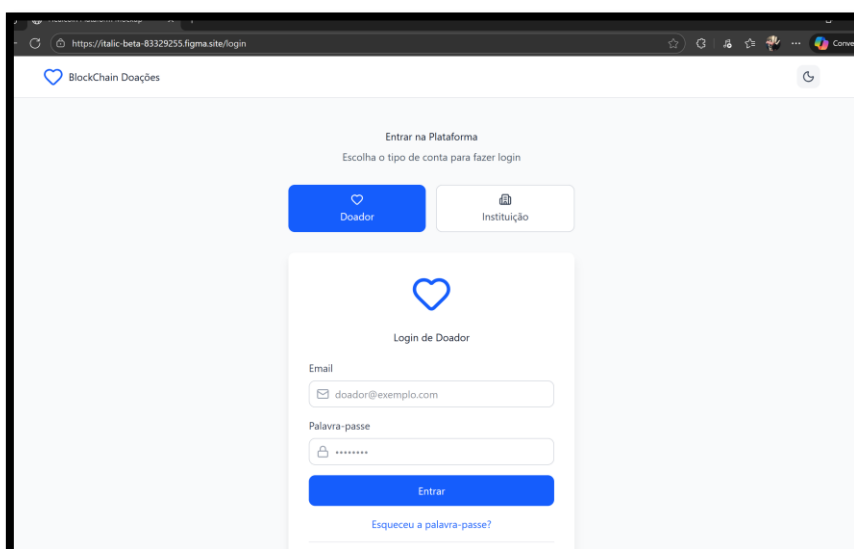 https://italic-beta-83329255.figma.site/login
Conve
BlockChain Doações
Entrar na Plataforma
Escolha o tipo de conta para fazer login
Doador
Instituição
Login de Doador
Email
doador@exemplo.com
Palavra-passe
••••••••
Entrar
Esqueceu a palavra-passe?